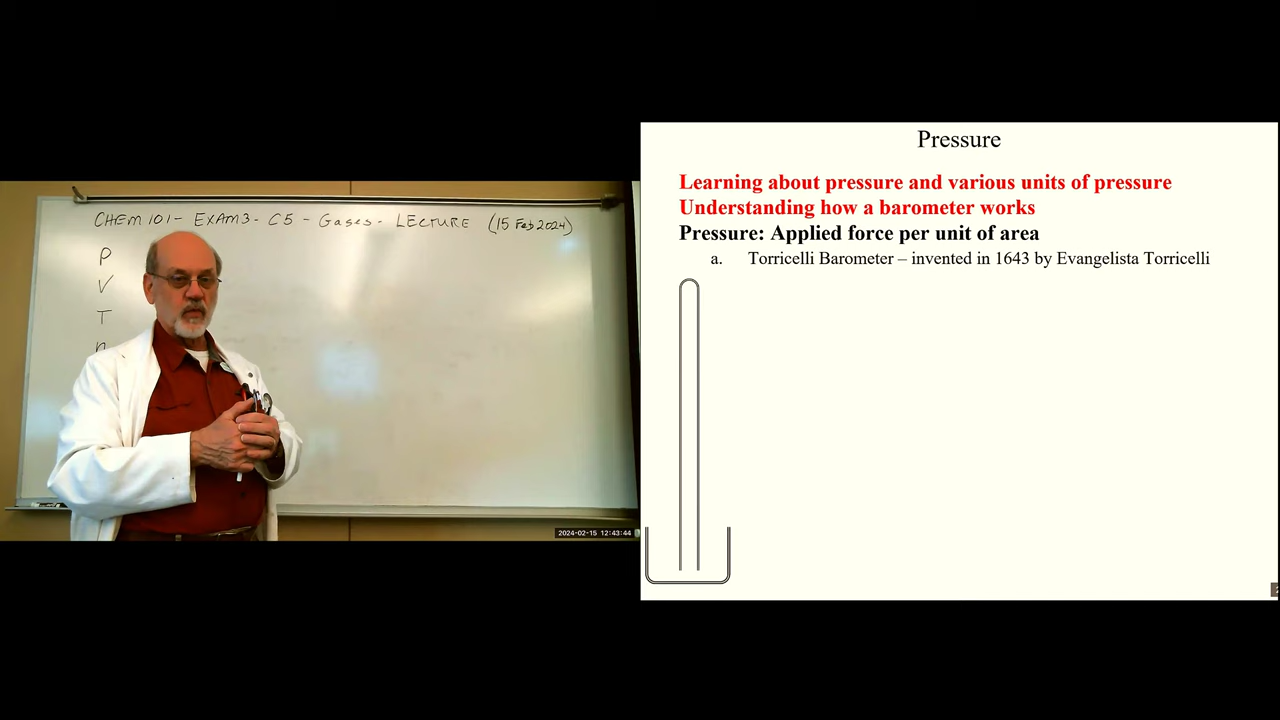 CHEM 101 - EXAM 3 - C5 - Gases - LECTURE (15 Feb 2024)
P
V
T
n
2024-02-15 12:43:44
Pressure
Learning about pressure and various units of pressure
Understanding how a barometer works
Pressure: Applied force per unit of area
a. Torricelli Barometer – invented in 1643 by Evangelista Torricelli